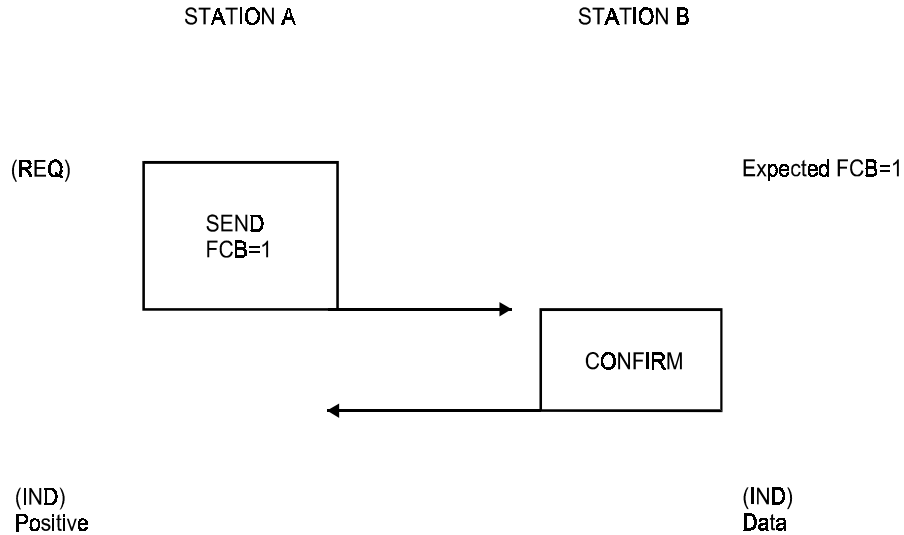 STATION A
STATION B
(REQ)
Expected FCB=1
SEND
FCB=1
CONFIRM
(IND)
Positive
(IND)
Data